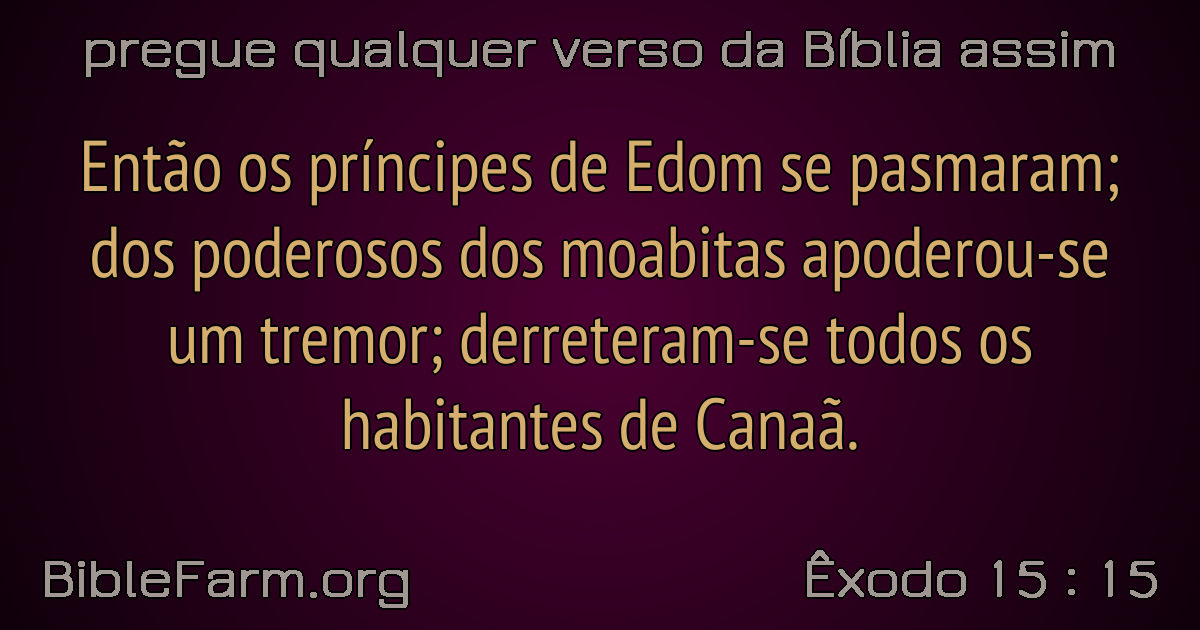 pregue qualquer verso da Bíblia assim
Então os príncipes de Edom se pasmaram;
dos poderosos dos moabitas apoderou-se
um tremor; derreteram-se todos os
habitantes de Canaã.
BibleFarm.org
Êxodo 15 : 15